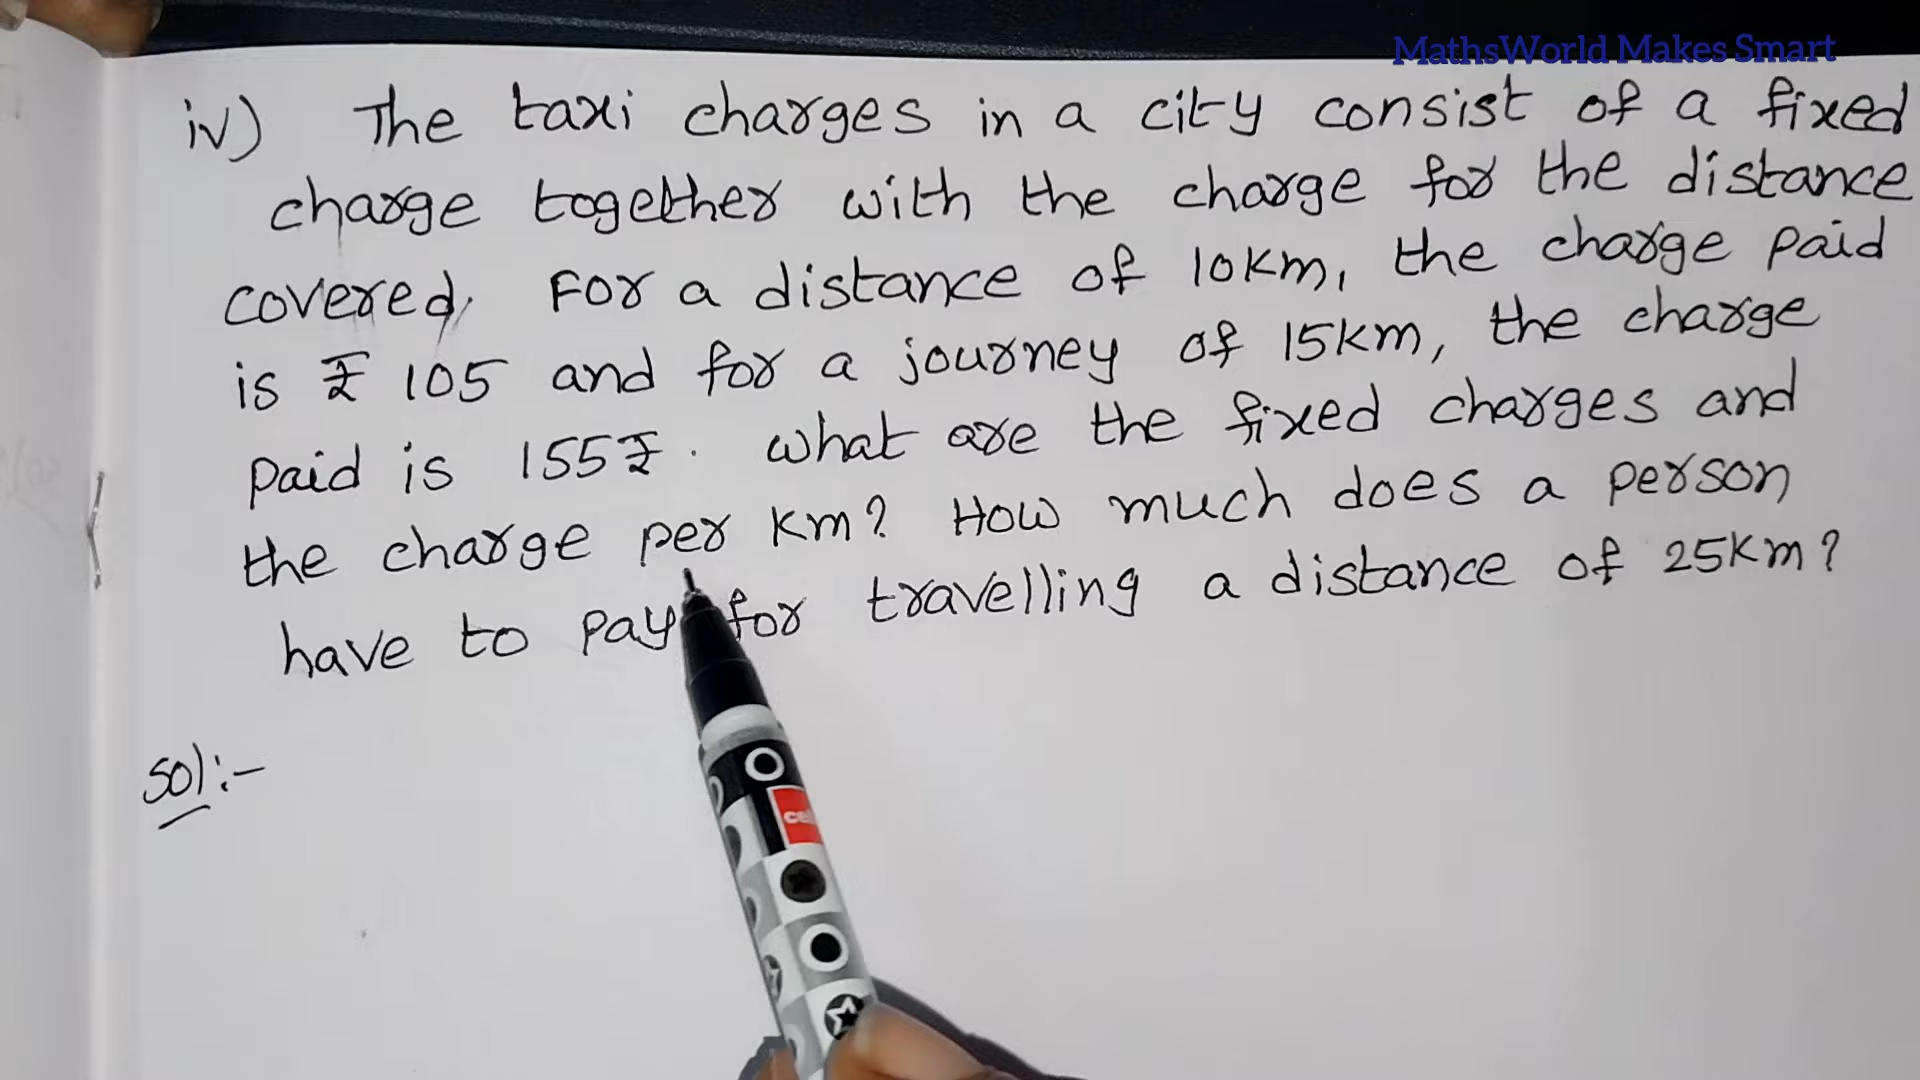 MathsWorld Makes Smart
iv) The taxi charges in a city consist of a fixed
charge together with the charge for the distance
covered. For a distance of 10km, the charge paid
is ₹ 105 and for a journey of 15km, the charge
paid is 155₹. what are the fixed charges and
the charge per km? How much does a person
have to pay for travelling a distance of 25km?
Sol:-